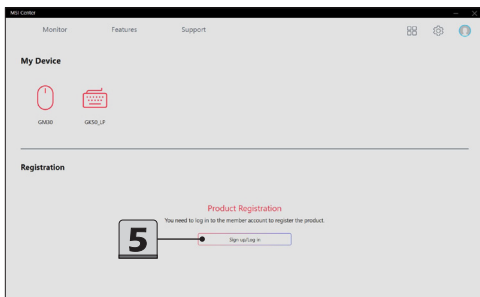 MSI Center
Monitor Features Support
My Device
GM30 GK50_LP
Registration
Product Registration
You need to log in to the member account to register the product.
5 Sign up/Log in